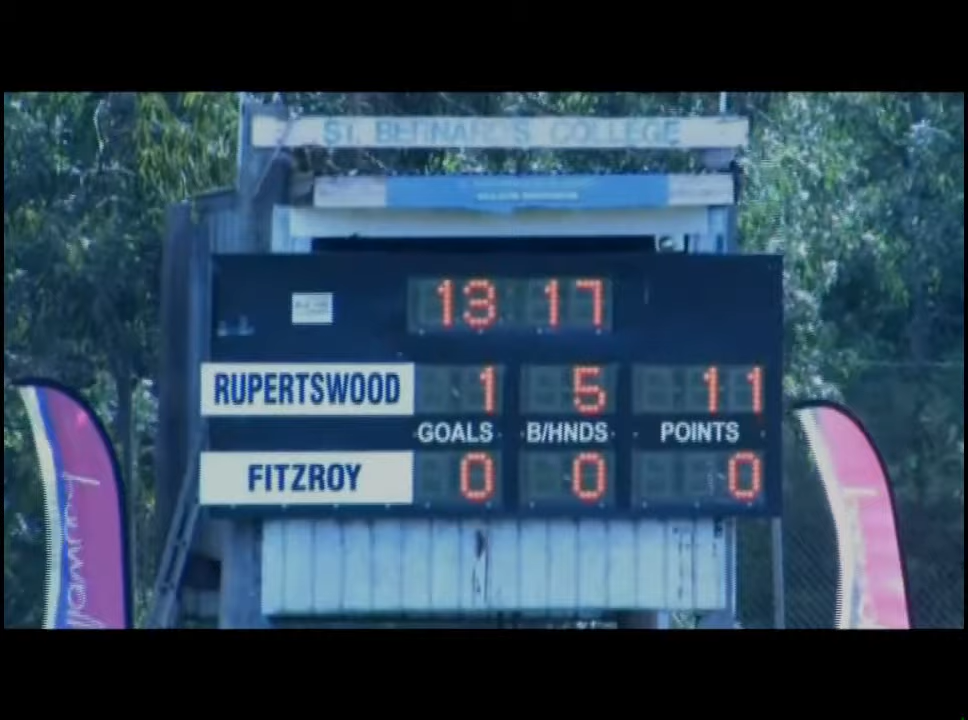 ST. BERNARD'S COLLEGE
13 17
RUPERTSWOOD 1 5 11
GOALS B/HNDS POINTS
FITZROY 0 0 0